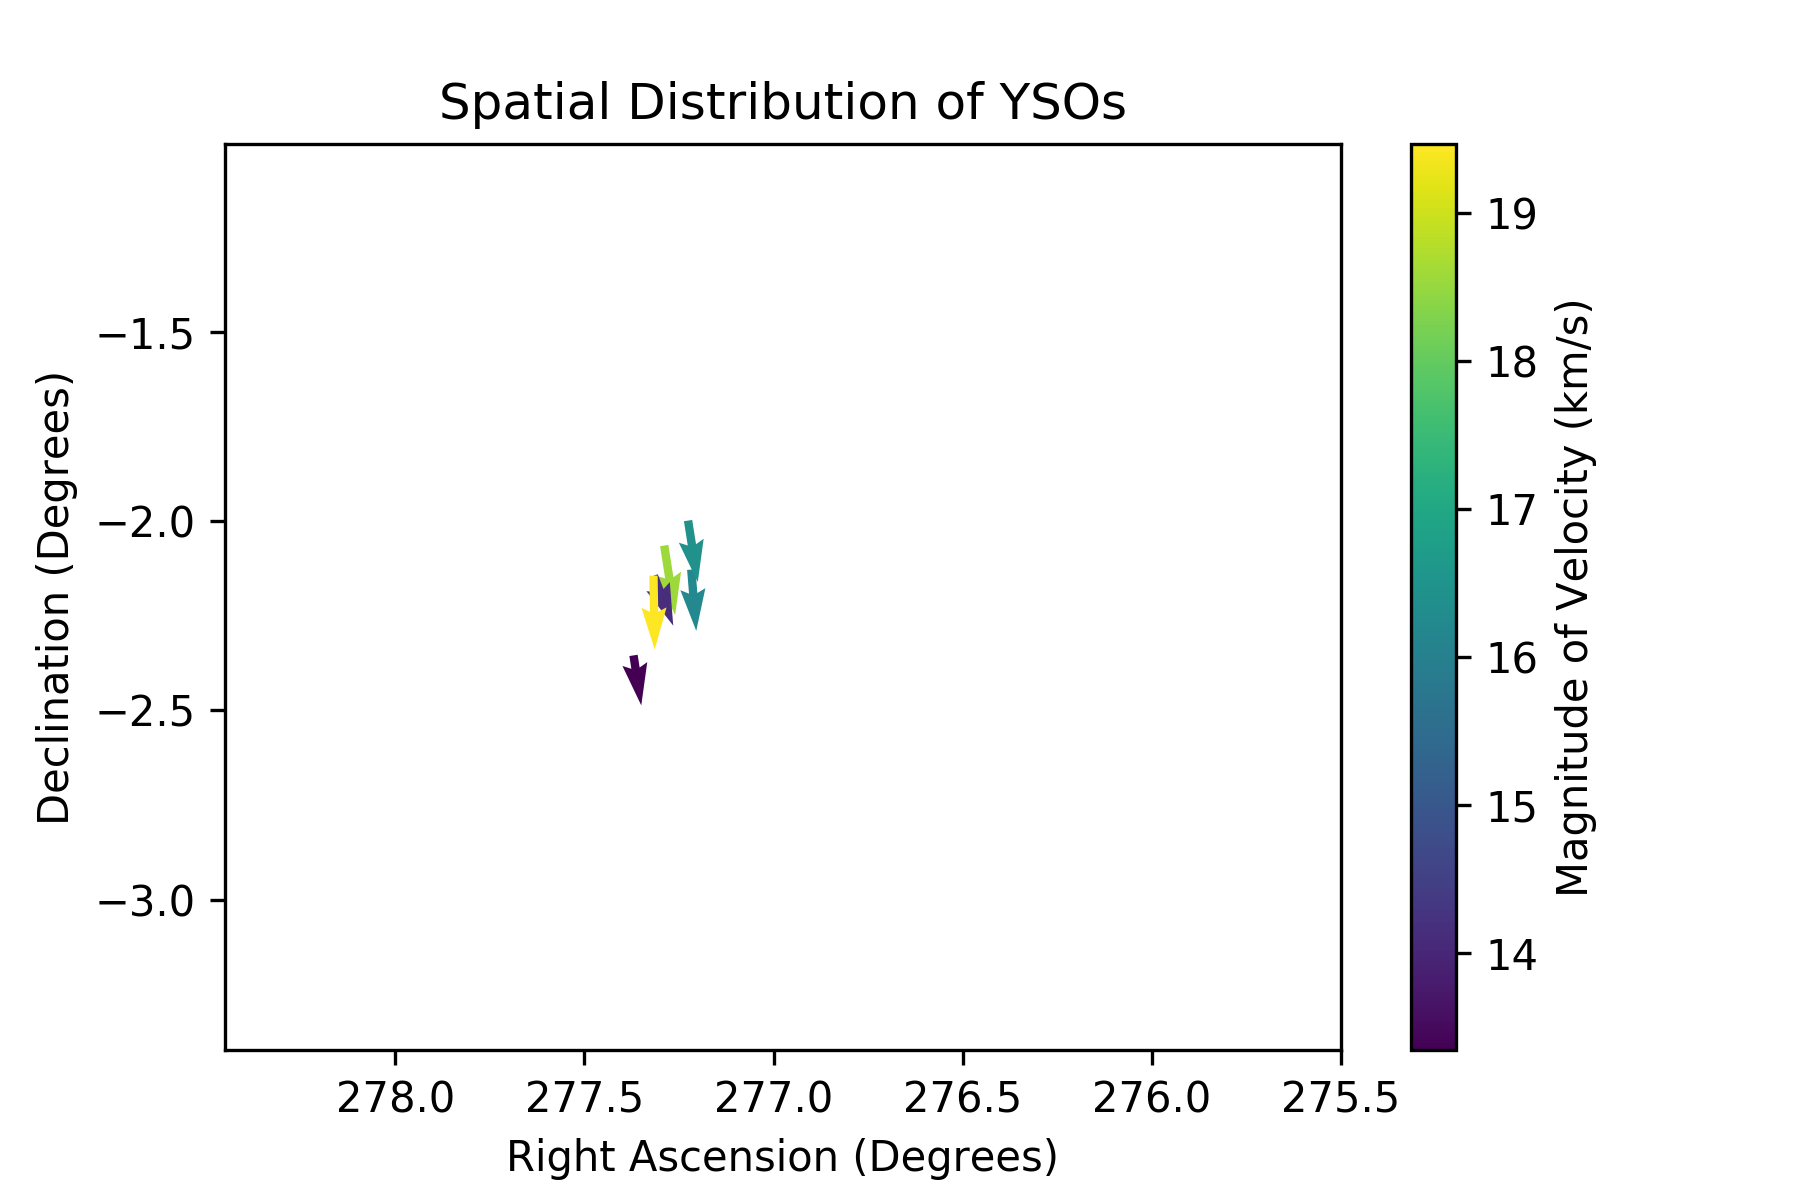 Spatial Distribution of YSOs
−1.5
−2.0
−2.5
−3.0
Declination (Degrees)
278.0 277.5 277.0 276.5 276.0 275.5
Right Ascension (Degrees)
19
18
17
16
15
14
Magnitude of Velocity (km/s)